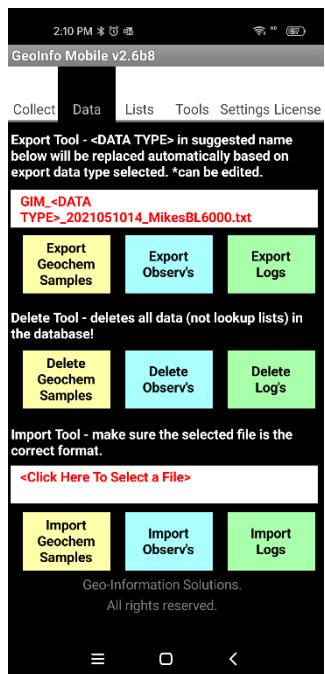 2:10 PM
57
GeoInfo Mobile v2.6b8
Collect Data Lists Tools Settings License
Export Tool - <DATA TYPE> in suggested name
below will be replaced automatically based on
export data type selected. *can be edited.
GIM_<DATA
TYPE>_2021051014_MikesBL6000.txt
Export
Geochem
Samples
Export
Observ's
Export
Logs
Delete Tool - deletes all data (not lookup lists) in
the database!
Delete
Geochem
Samples
Delete
Observ's
Delete
Log's
Import Tool - make sure the selected file is the
correct format.
<Click Here To Select a File>
Import
Geochem
Samples
Import
Observ's
Import
Logs
Geo-Information Solutions.
All rights reserved.